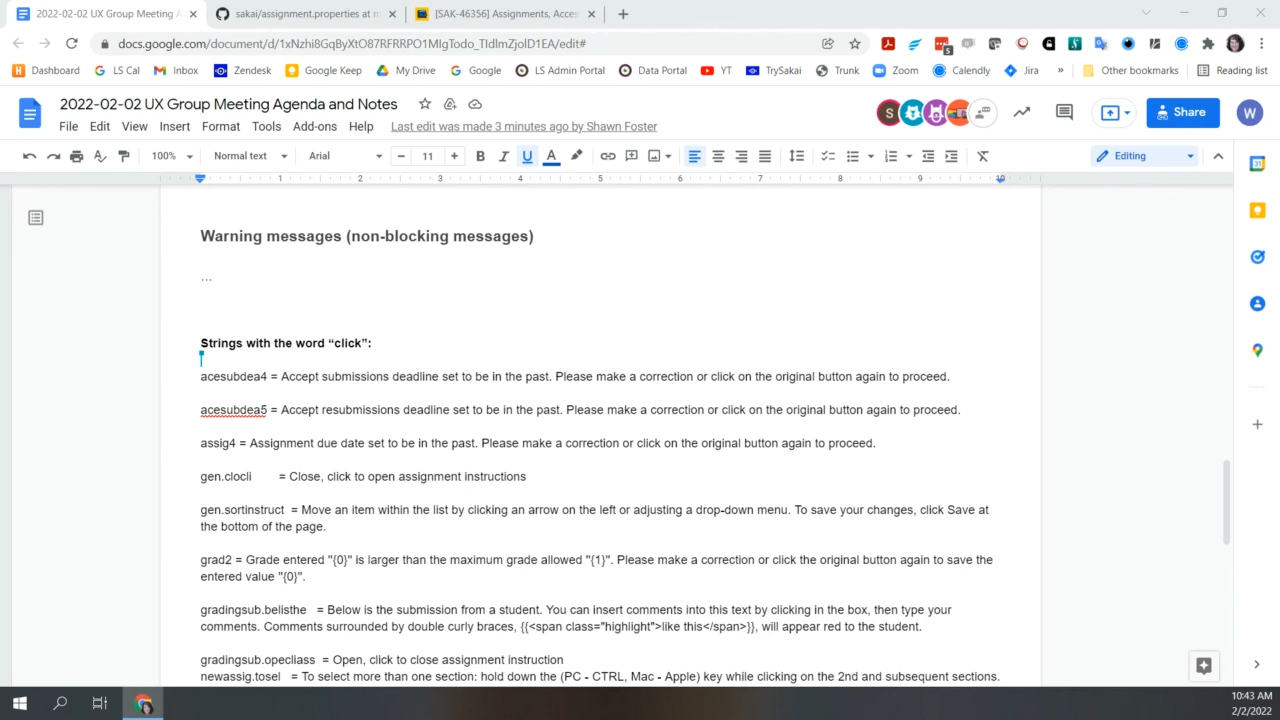 2022-02-02 UX Group Meeting A
sakai/assignment.properties at m
[SAK-46356] Assignments, Acces
docs.google.com/document/d/1xNzhi8GqByXtO7RFRRPO1MIgTodo_TIdlmZjolD1EA/edit#
5
Dashboard
LS Cal
Inbox
Zendesk
Google Keep
My Drive
Google
LS Admin Portal
Data Portal
YT
TrySakai
Trunk
Zoom
Calendly
Jira
»
Other bookmarks
Reading list
2022-02-02 UX Group Meeting Agenda and Notes
S
Share
W
File Edit View Insert Format Tools Add-ons Help Last edit was made 3 minutes ago by Shawn Foster
100% Normal text Arial 11 B I U A Editing
1 2 3 4 5 6 7 8 9 10
Warning messages (non-blocking messages)
...
Strings with the word “click”:
acesubdea4 = Accept submissions deadline set to be in the past. Please make a correction or click on the original button again to proceed.
acesubdea5 = Accept resubmissions deadline set to be in the past. Please make a correction or click on the original button again to proceed.
assig4 = Assignment due date set to be in the past. Please make a correction or click on the original button again to proceed.
gen.clocli = Close, click to open assignment instructions
gen.sortinstruct = Move an item within the list by clicking an arrow on the left or adjusting a drop-down menu. To save your changes, click Save at
the bottom of the page.
grad2 = Grade entered "{0}" is larger than the maximum grade allowed "{1}". Please make a correction or click the original button again to save the
entered value "{0}".
gradingsub.belisthe = Below is the submission from a student. You can insert comments into this text by clicking in the box, then type your
comments. Comments surrounded by double curly braces, {{<span class="highlight">like this</span>}}, will appear red to the student.
gradingsub.opecliass = Open, click to close assignment instruction
newassig.tosel = To select more than one section: hold down the (PC - CTRL, Mac - Apple) key while clicking on the 2nd and subsequent sections.
10:43 AM
2/2/2022